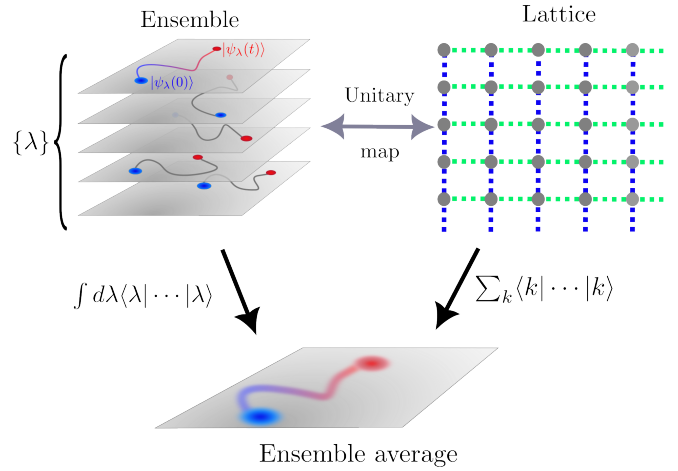 Ensemble
Lattice
|ψ_λ(t)⟩
|ψ_λ(0)⟩
{λ}
Unitary
map
∫ dλ⟨λ| ⋯ |λ⟩
∑_k⟨k| ⋯ |k⟩
Ensemble average